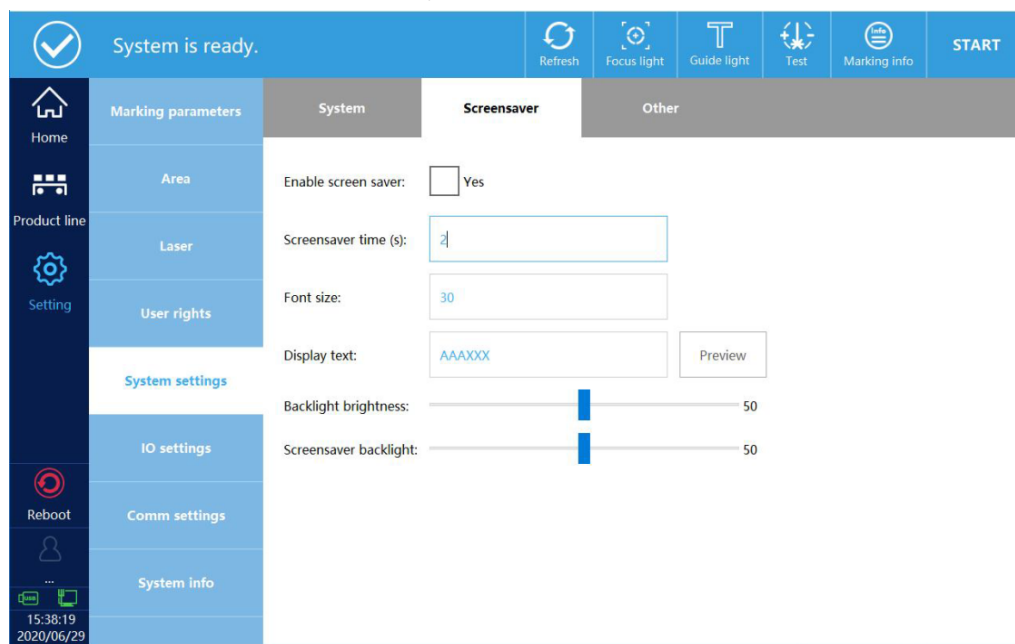 System is ready.
Refresh
Focus light
Guide light
Test
Info
Marking info
START
Home
Product line
Setting
Reboot
...
USB
15:38:19
2020/06/29
Marking parameters
Area
Laser
User rights
System settings
IO settings
Comm settings
System info
System
Screensaver
Other
Enable screen saver: Yes
Screensaver time (s): 2
Font size: 30
Display text: AAAXXX Preview
Backlight brightness: 50
Screensaver backlight: 50